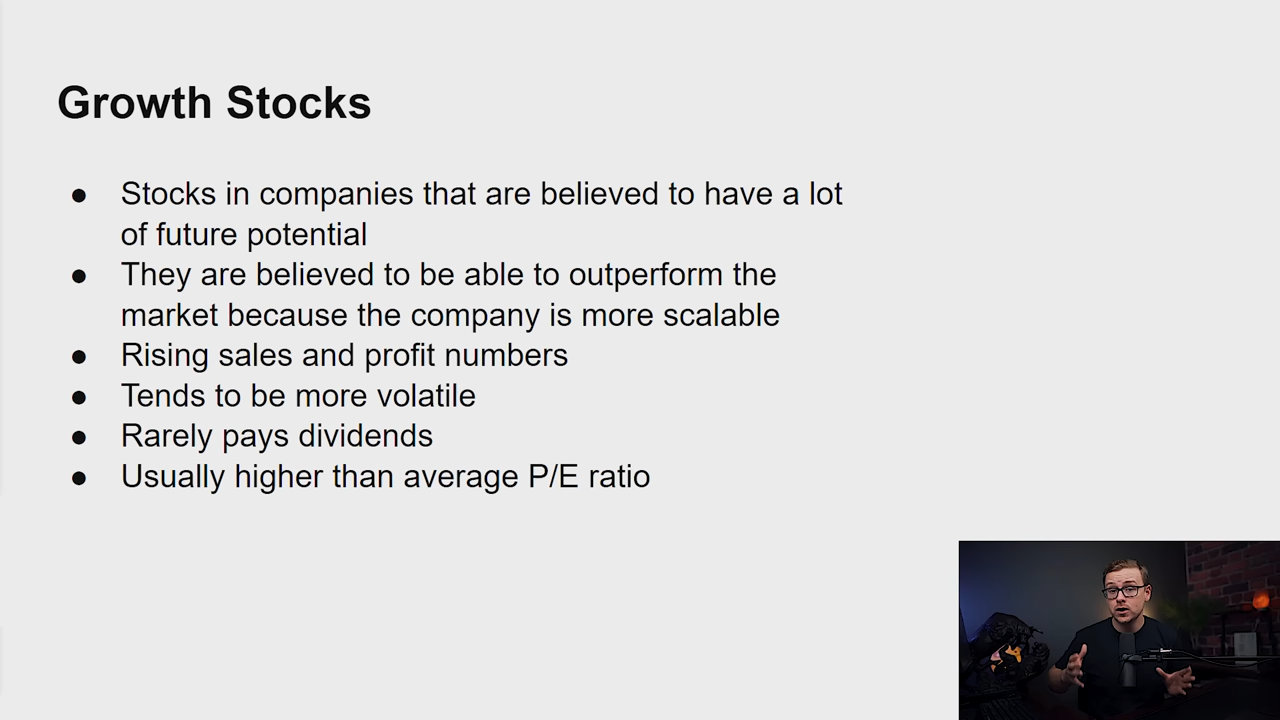 Growth Stocks
● Stocks in companies that are believed to have a lot
of future potential
● They are believed to be able to outperform the
market because the company is more scalable
● Rising sales and profit numbers
● Tends to be more volatile
● Rarely pays dividends
● Usually higher than average P/E ratio